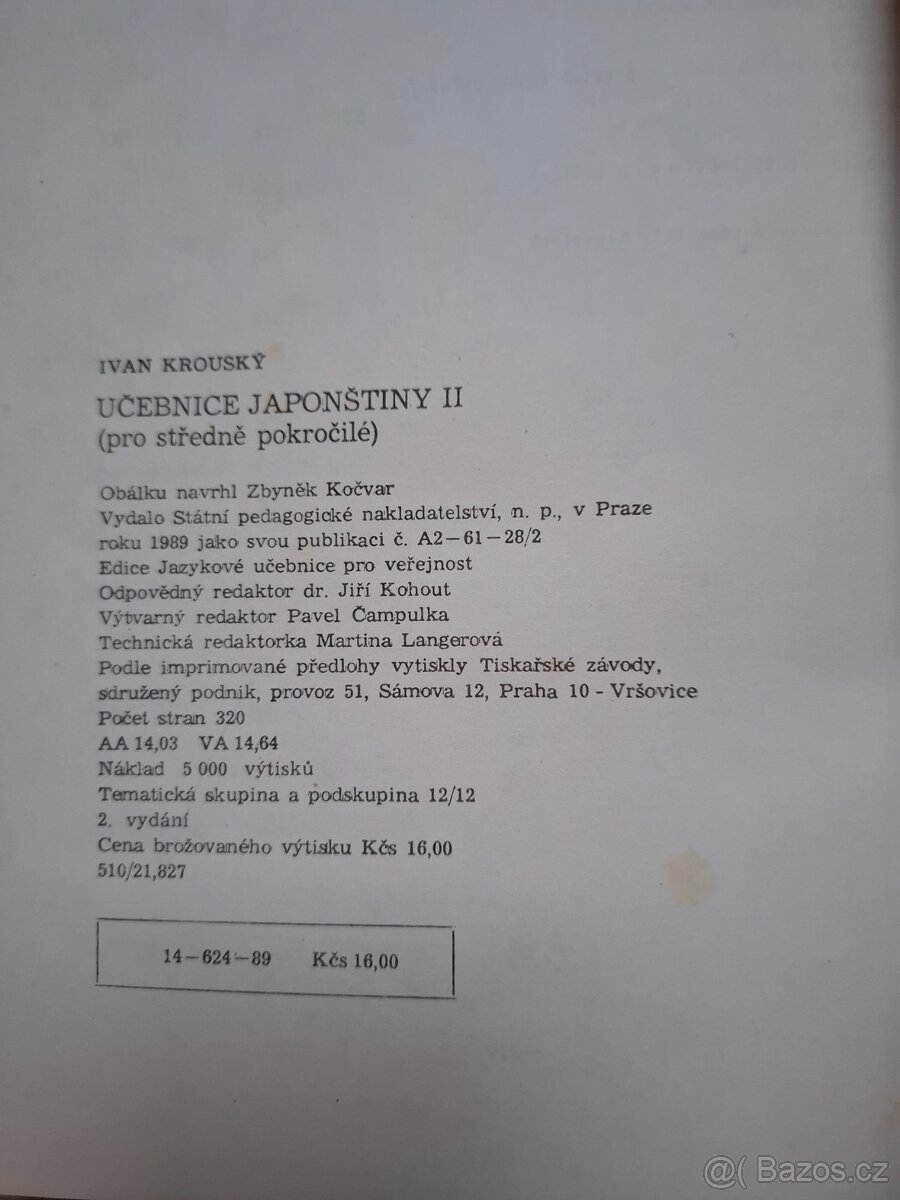 IVAN KROUSKÝ
UČEBNICE JAPONŠTINY II
(pro středně pokročilé)
Obálku navrhl Zbyněk Kočvar
Vydalo Státní pedagogické nakladatelství, n. p., v Praze
roku 1989 jako svou publikaci č. A2—61—28/2
Edice Jazykové učebnice pro veřejnost
Odpovědný redaktor dr. Jiří Kohout
Výtvarný redaktor Pavel Čampulka
Technická redaktorka Martina Langerová
Podle imprimované předlohy vytiskly Tiskařské závody,
sdružený podnik, provoz 51, Sámova 12, Praha 10 - Vršovice
Počet stran 320
AA 14,03 VA 14,64
Náklad 5 000 výtisků
Tematická skupina a podskupina 12/12
2. vydání
Cena brožovaného výtisku Kčs 16,00
510/21,827
14—624—89 Kčs 16,00
@( Bazos.cz